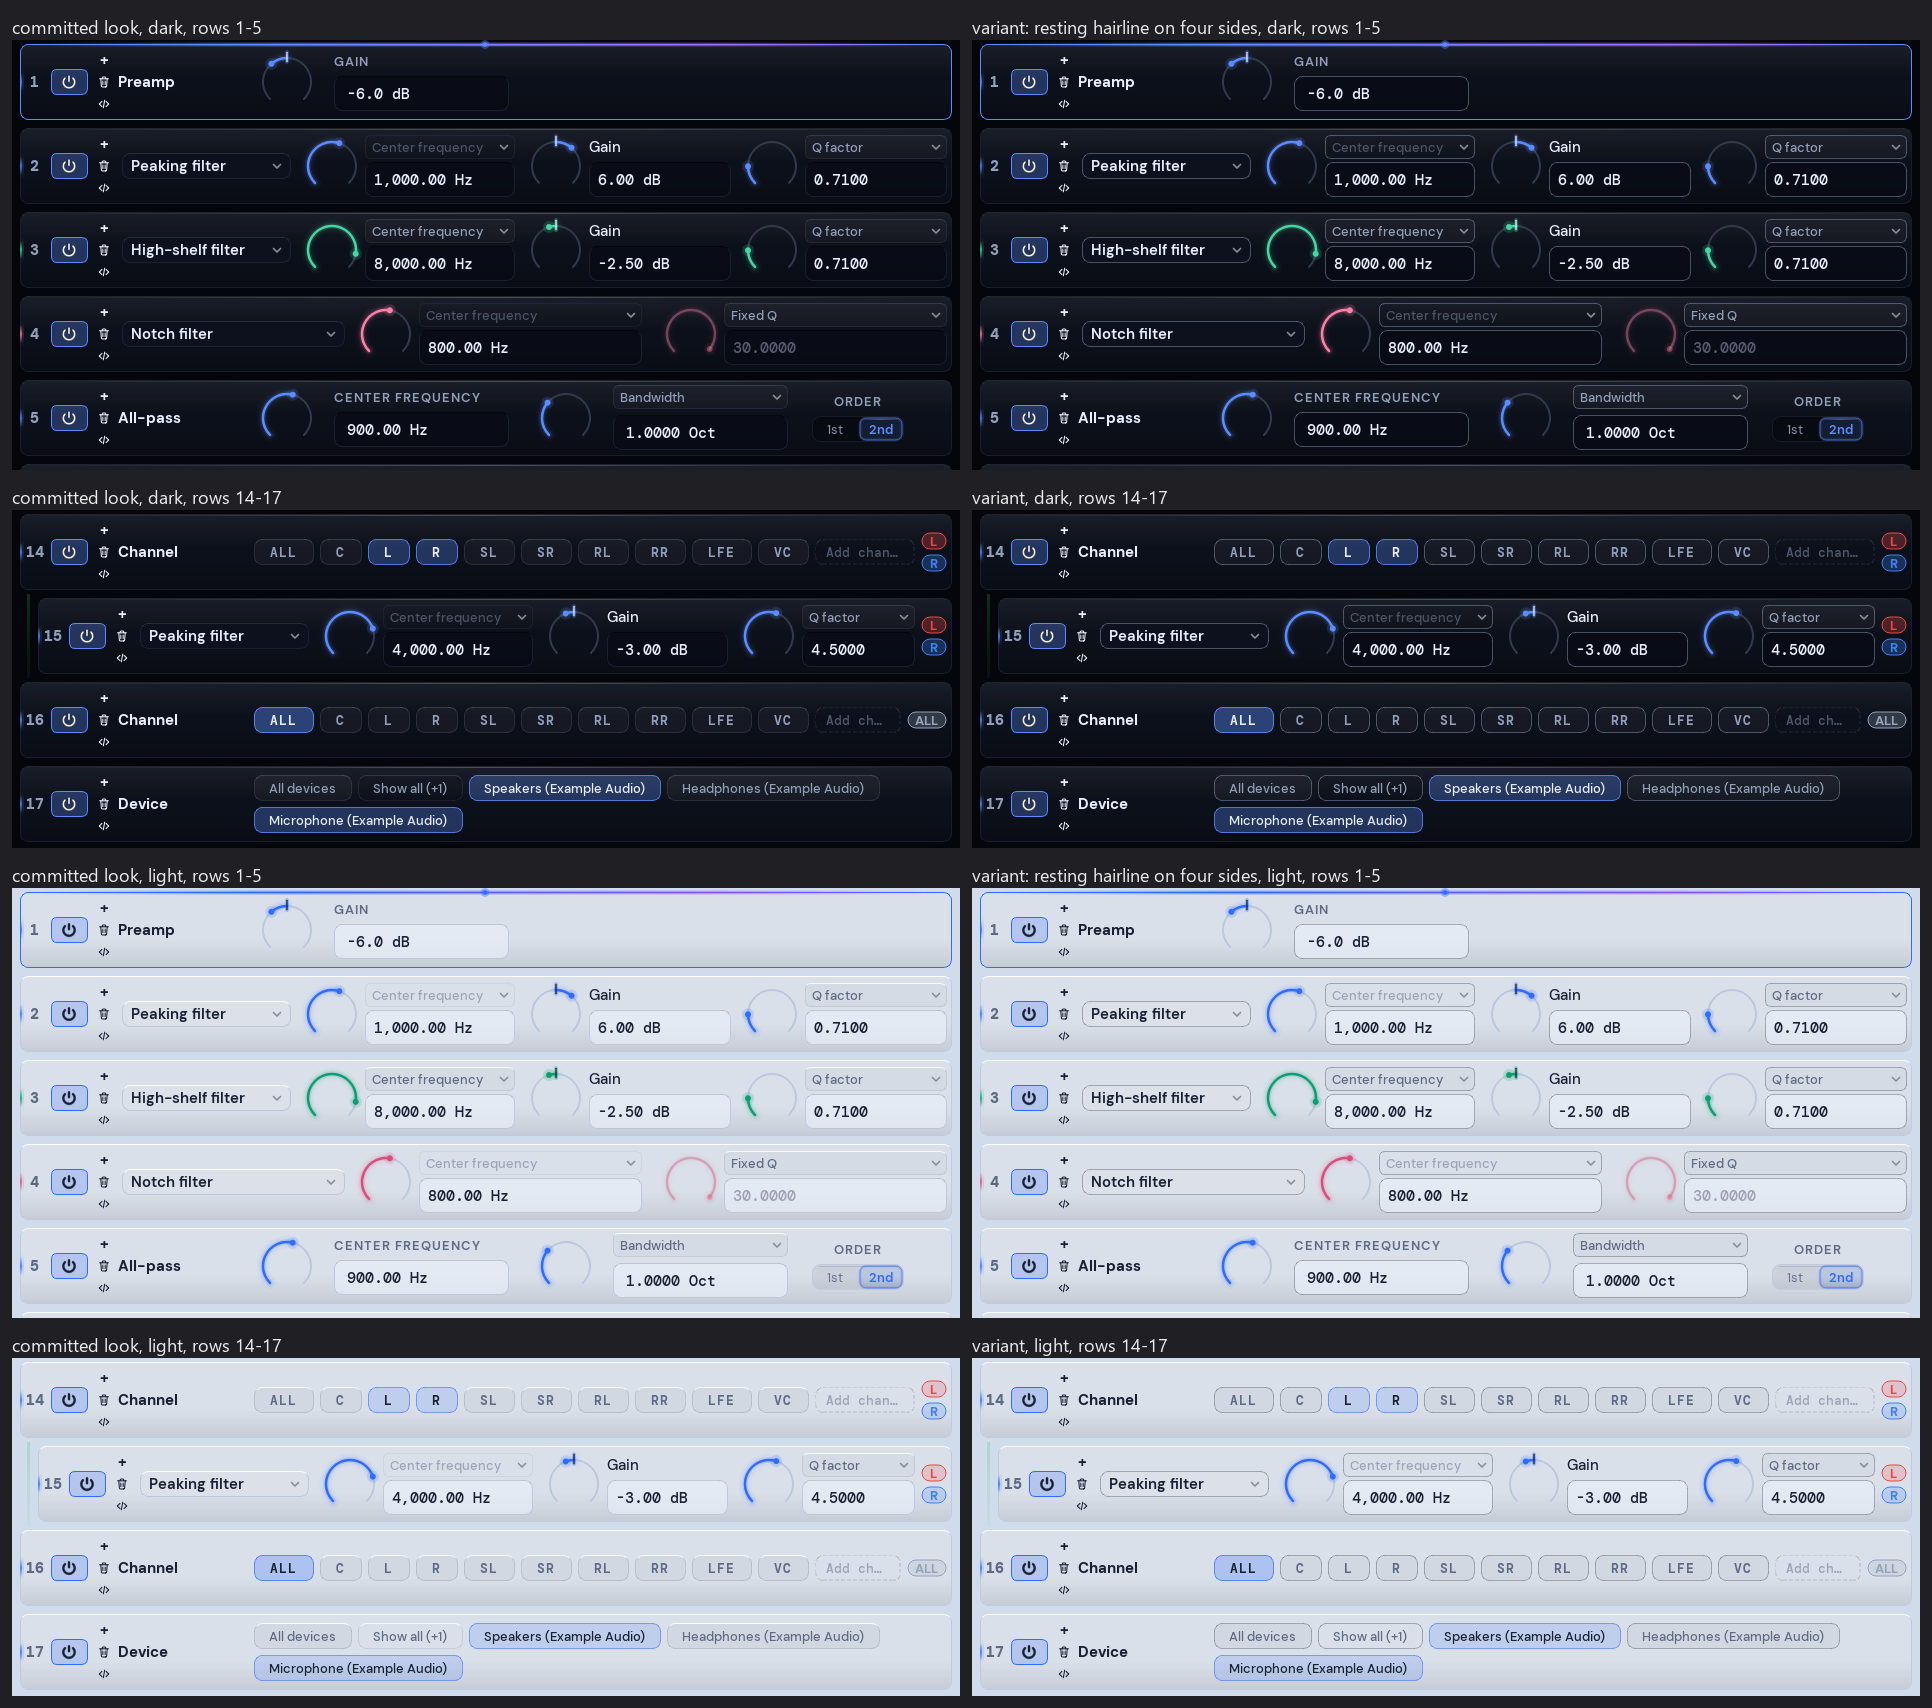 committed look, dark, rows 1-5
1 Preamp GAIN
-6.0 dB
2 Peaking filter Center frequency Gain Q factor
1,000.00 Hz 6.00 dB 0.7100
3 High-shelf filter Center frequency Gain Q factor
8,000.00 Hz -2.50 dB 0.7100
4 Notch filter Center frequency Fixed Q
800.00 Hz 30.0000
5 All-pass CENTER FREQUENCY Bandwidth ORDER
900.00 Hz 1.0000 Oct 1st 2nd
variant: resting hairline on four sides, dark, rows 1-5
1 Preamp GAIN
-6.0 dB
2 Peaking filter Center frequency Gain Q factor
1,000.00 Hz 6.00 dB 0.7100
3 High-shelf filter Center frequency Gain Q factor
8,000.00 Hz -2.50 dB 0.7100
4 Notch filter Center frequency Fixed Q
800.00 Hz 30.0000
5 All-pass CENTER FREQUENCY Bandwidth ORDER
900.00 Hz 1.0000 Oct 1st 2nd
committed look, dark, rows 14-17
14 Channel ALL C L R SL SR RL RR LFE VC Add chan… L
R
15 Peaking filter Center frequency Gain Q factor L
4,000.00 Hz -3.00 dB 4.5000 R
16 Channel ALL C L R SL SR RL RR LFE VC Add ch… ALL
17 Device All devices Show all (+1) Speakers (Example Audio) Headphones (Example Audio)
Microphone (Example Audio)
variant, dark, rows 14-17
14 Channel ALL C L R SL SR RL RR LFE VC Add chan… L
R
15 Peaking filter Center frequency Gain Q factor L
4,000.00 Hz -3.00 dB 4.5000 R
16 Channel ALL C L R SL SR RL RR LFE VC Add ch… ALL
17 Device All devices Show all (+1) Speakers (Example Audio) Headphones (Example Audio)
Microphone (Example Audio)
committed look, light, rows 1-5
1 Preamp GAIN
-6.0 dB
2 Peaking filter Center frequency Gain Q factor
1,000.00 Hz 6.00 dB 0.7100
3 High-shelf filter Center frequency Gain Q factor
8,000.00 Hz -2.50 dB 0.7100
4 Notch filter Center frequency Fixed Q
800.00 Hz 30.0000
5 All-pass CENTER FREQUENCY Bandwidth ORDER
900.00 Hz 1.0000 Oct 1st 2nd
variant: resting hairline on four sides, light, rows 1-5
1 Preamp GAIN
-6.0 dB
2 Peaking filter Center frequency Gain Q factor
1,000.00 Hz 6.00 dB 0.7100
3 High-shelf filter Center frequency Gain Q factor
8,000.00 Hz -2.50 dB 0.7100
4 Notch filter Center frequency Fixed Q
800.00 Hz 30.0000
5 All-pass CENTER FREQUENCY Bandwidth ORDER
900.00 Hz 1.0000 Oct 1st 2nd
committed look, light, rows 14-17
14 Channel ALL C L R SL SR RL RR LFE VC Add chan… L
R
15 Peaking filter Center frequency Gain Q factor L
4,000.00 Hz -3.00 dB 4.5000 R
16 Channel ALL C L R SL SR RL RR LFE VC Add ch… ALL
17 Device All devices Show all (+1) Speakers (Example Audio) Headphones (Example Audio)
Microphone (Example Audio)
variant, light, rows 14-17
14 Channel ALL C L R SL SR RL RR LFE VC Add chan… L
R
15 Peaking filter Center frequency Gain Q factor L
4,000.00 Hz -3.00 dB 4.5000 R
16 Channel ALL C L R SL SR RL RR LFE VC Add ch… ALL
17 Device All devices Show all (+1) Speakers (Example Audio) Headphones (Example Audio)
Microphone (Example Audio)